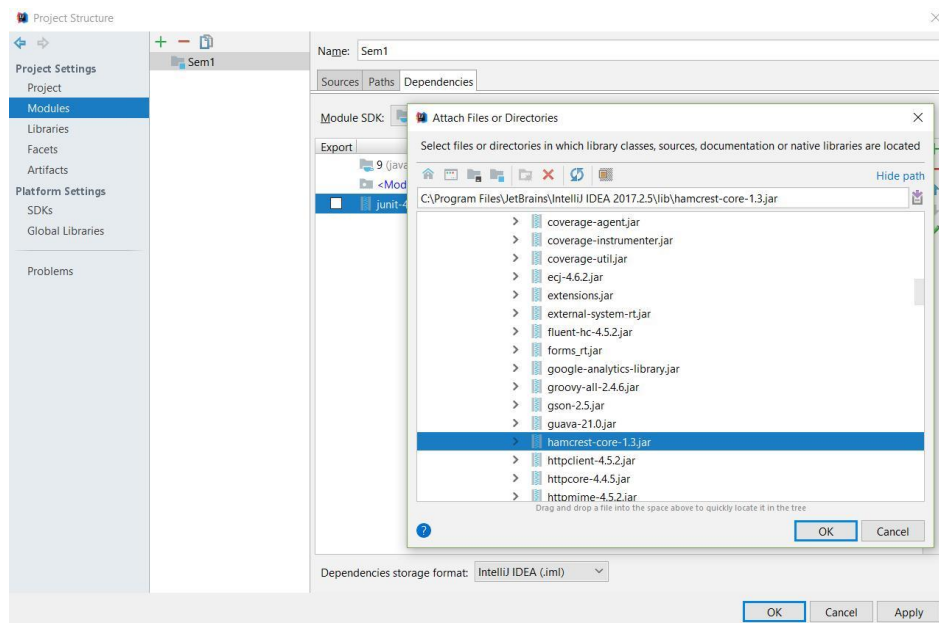 Project Structure
Project Settings
Project
Modules
Libraries
Facets
Artifacts
Platform Settings
SDKs
Global Libraries
Problems
Sem1
Name: Sem1
Sources Paths Dependencies
Module SDK:
Export
9 (java
<Mod
junit-4
Attach Files or Directories
Select files or directories in which library classes, sources, documentation or native libraries are located
Hide path
C:\Program Files\JetBrains\IntelliJ IDEA 2017.2.5\lib\hamcrest-core-1.3.jar
coverage-agent.jar
coverage-instrumenter.jar
coverage-util.jar
ecj-4.6.2.jar
extensions.jar
external-system-rt.jar
fluent-hc-4.5.2.jar
forms_rt.jar
google-analytics-library.jar
groovy-all-2.4.6.jar
gson-2.5.jar
guava-21.0.jar
hamcrest-core-1.3.jar
httpclient-4.5.2.jar
httpcore-4.4.5.jar
httpmime-4.5.2.jar
Drag and drop a file into the space above to quickly locate it in the tree
? OK Cancel
Dependencies storage format: IntelliJ IDEA (.iml)
OK Cancel Apply